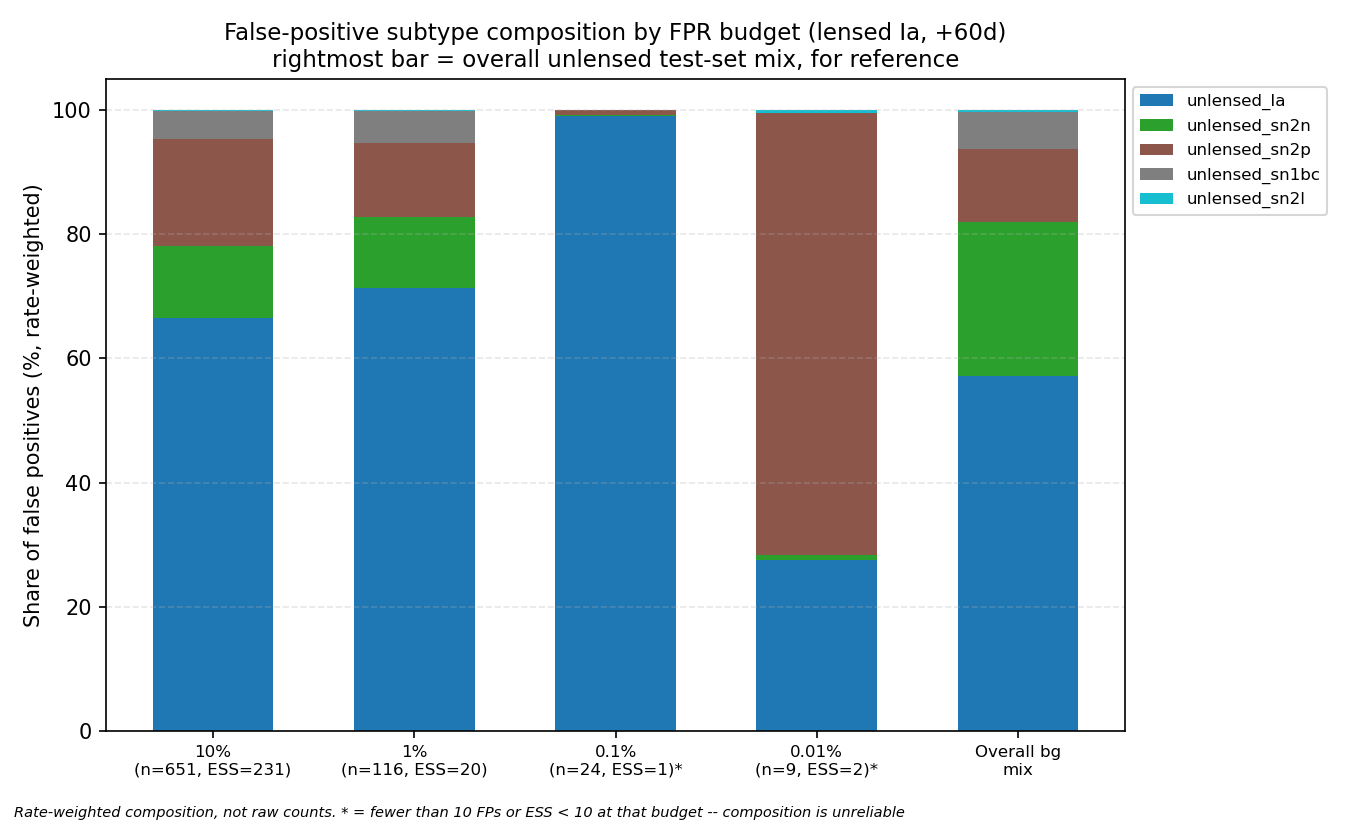 False-positive subtype composition by FPR budget (lensed Ia, +60d)
rightmost bar = overall unlensed test-set mix, for reference
Share of false positives (%, rate-weighted)
100
80
60
40
20
0
unlensed_Ia
unlensed_sn2n
unlensed_sn2p
unlensed_sn1bc
unlensed_sn2l
10%
(n=651, ESS=231)
1%
(n=116, ESS=20)
0.1%
(n=24, ESS=1)*
0.01%
(n=9, ESS=2)*
Overall bg
mix
Rate-weighted composition, not raw counts. * = fewer than 10 FPs or ESS < 10 at that budget -- composition is unreliable